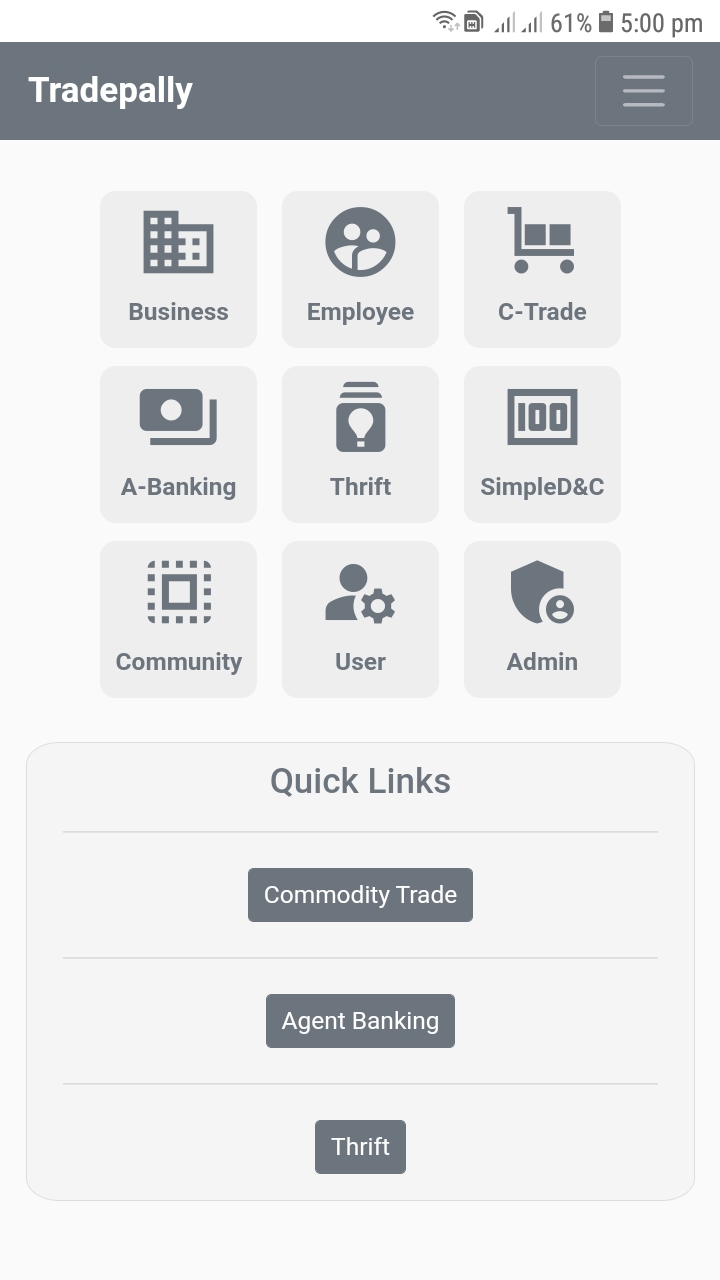 61% 5:00 pm
Tradepally
Business Employee C-Trade
100
A-Banking Thrift SimpleD&C
Community User Admin
Quick Links
Commodity Trade
Agent Banking
Thrift